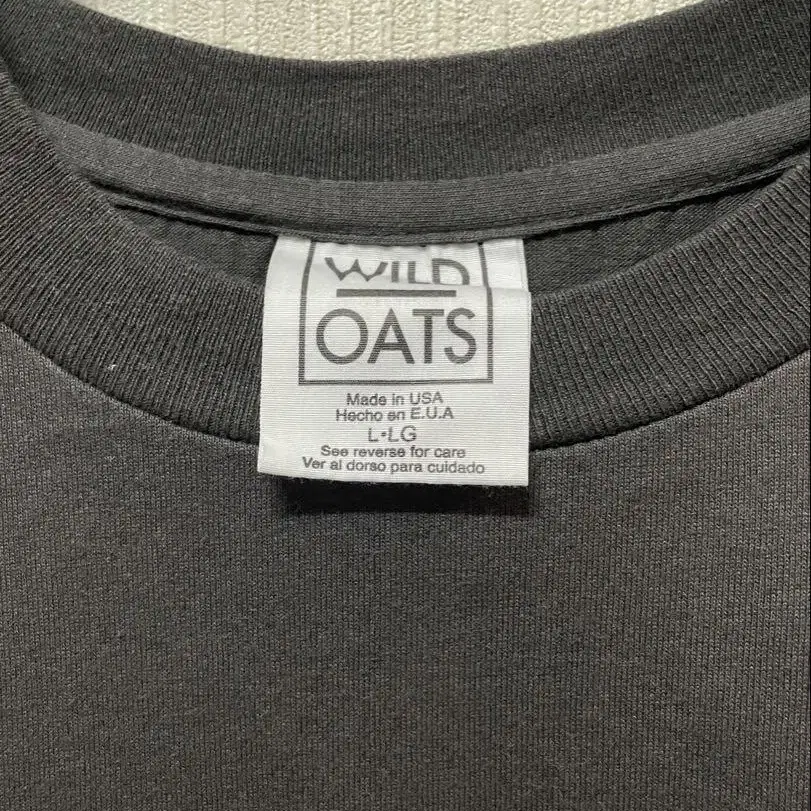 WILD
OATS
Made in USA
Hecho en E.U.A
L•LG
See reverse for care
Ver al dorso para cuidado